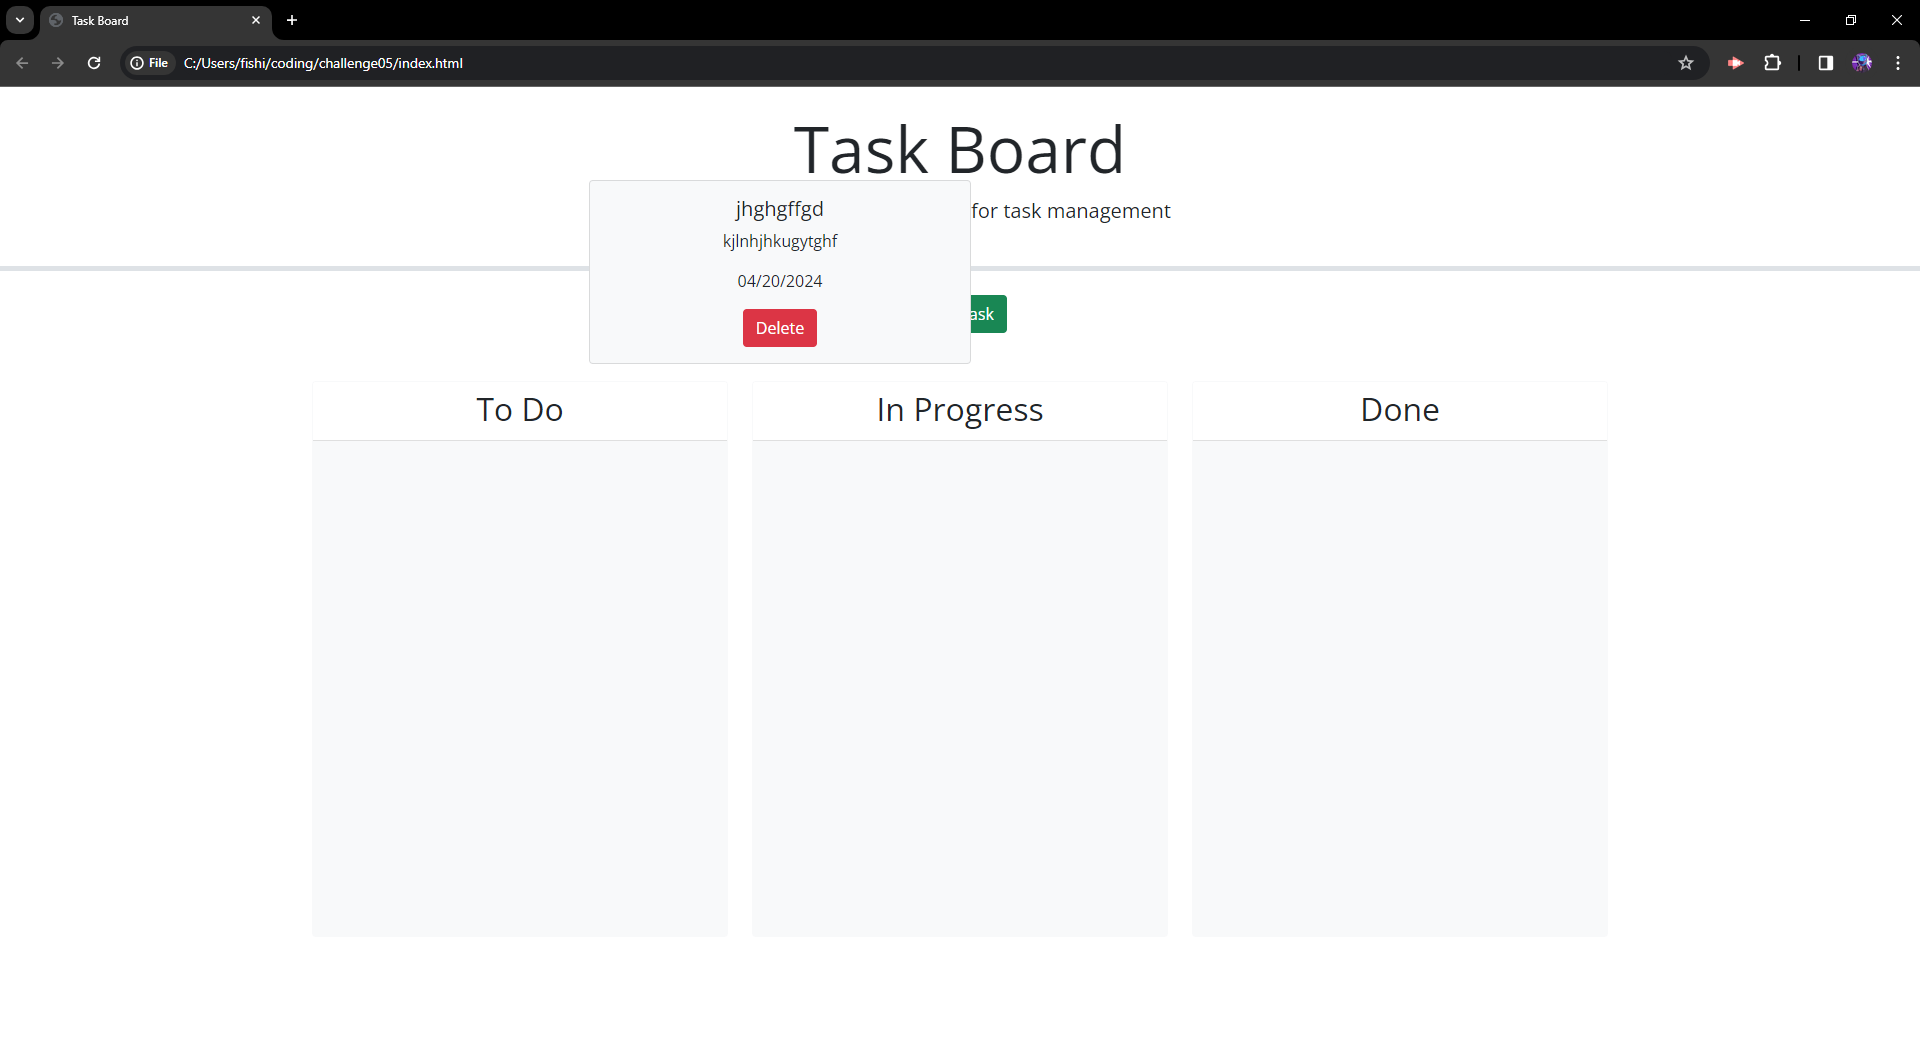 Task Board
File C:/Users/fishi/coding/challenge05/index.html
Task Board
for task management
jhghgffgd
kjlnhjhkugytghf
04/20/2024
Delete
ask
To Do
In Progress
Done